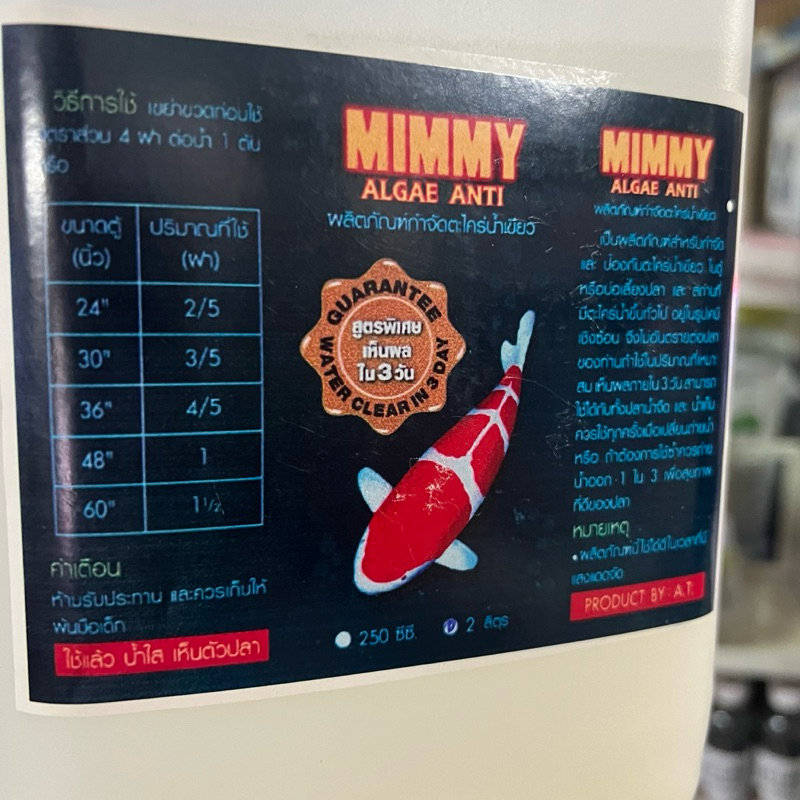 วิธีการใช้ เขย่าขวดก่อนใช้
อัตราส่วน 4 ฝา ต่อน้ำ 1 ตัน
หรือ
ขนาดตู้ (นิ้ว) ปริมาณที่ใช้ (ฝา)
24" 2/5
30" 3/5
36" 4/5
48" 1
60" 1 1/2
คำเตือน
ห้ามรับประทาน และควรเก็บให้
พ้นมือเด็ก
ใช้แล้ว น้ำใส เห็นตัวปลา
MIMMY
ALGAE ANTI
ผลิตภัณฑ์กำจัดตะไคร่น้ำเขียว
GUARANTEE
สูตรพิเศษ
เห็นผล
ใน 3 วัน
WATER CLEAR IN 3 DAY
250 ซีซี. 2 ลิตร
MIMMY
ALGAE ANTI
ผลิตภัณฑ์กำจัดตะไคร่น้ำเขียว
เป็นผลิตภัณฑ์สำหรับกำจัด
และ ป้องกันตะไคร่น้ำเขียว ในตู้
หรือบ่อเลี้ยงปลา และ สถานที่
มีตะไคร่น้ำขึ้นทั่วไป อยู่ในรูปเคมี
เชิงซ้อน จึงไม่อันตรายต่อปลา
ของท่านถ้าใช้ในปริมาณที่เหมาะ
สม เห็นผลภายใน 3 วัน สามารถ
ใช้ได้กับทั้งปลาน้ำจืด และ น้ำเค็ม
ควรใช้ทุกครั้งเมื่อเปลี่ยนถ่ายน้ำ
หรือ ถ้าต้องการใช้ซ้ำควรถ่าย
น้ำออก 1 ใน 3 เพื่อสุขภาพ
ที่ดีของปลา
หมายเหตุ
•ผลิตภัณฑ์นี้ใช้ได้ดีในเวลาที่มี
แสงแดดจัด
PRODUCT BY : A.T.